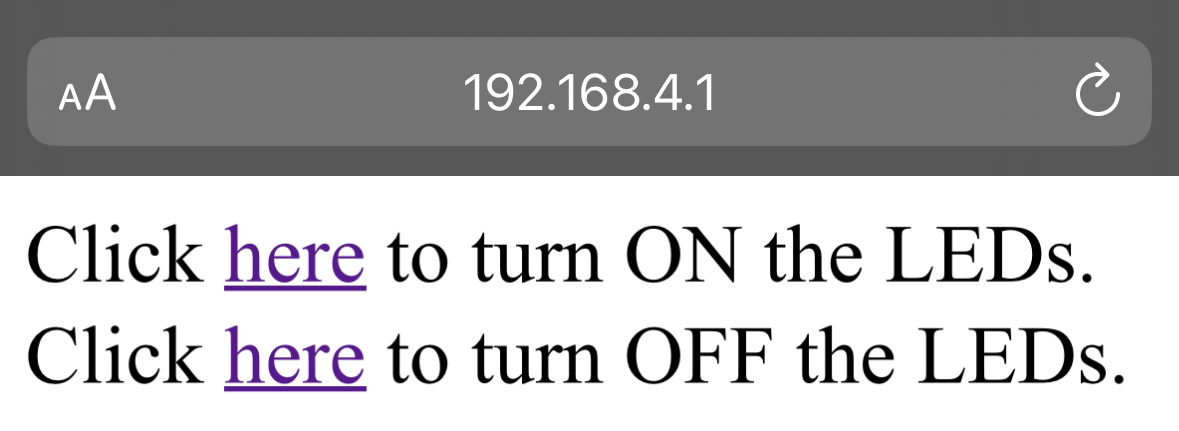 AA 192.168.4.1
Click here to turn ON the LEDs.
Click here to turn OFF the LEDs.